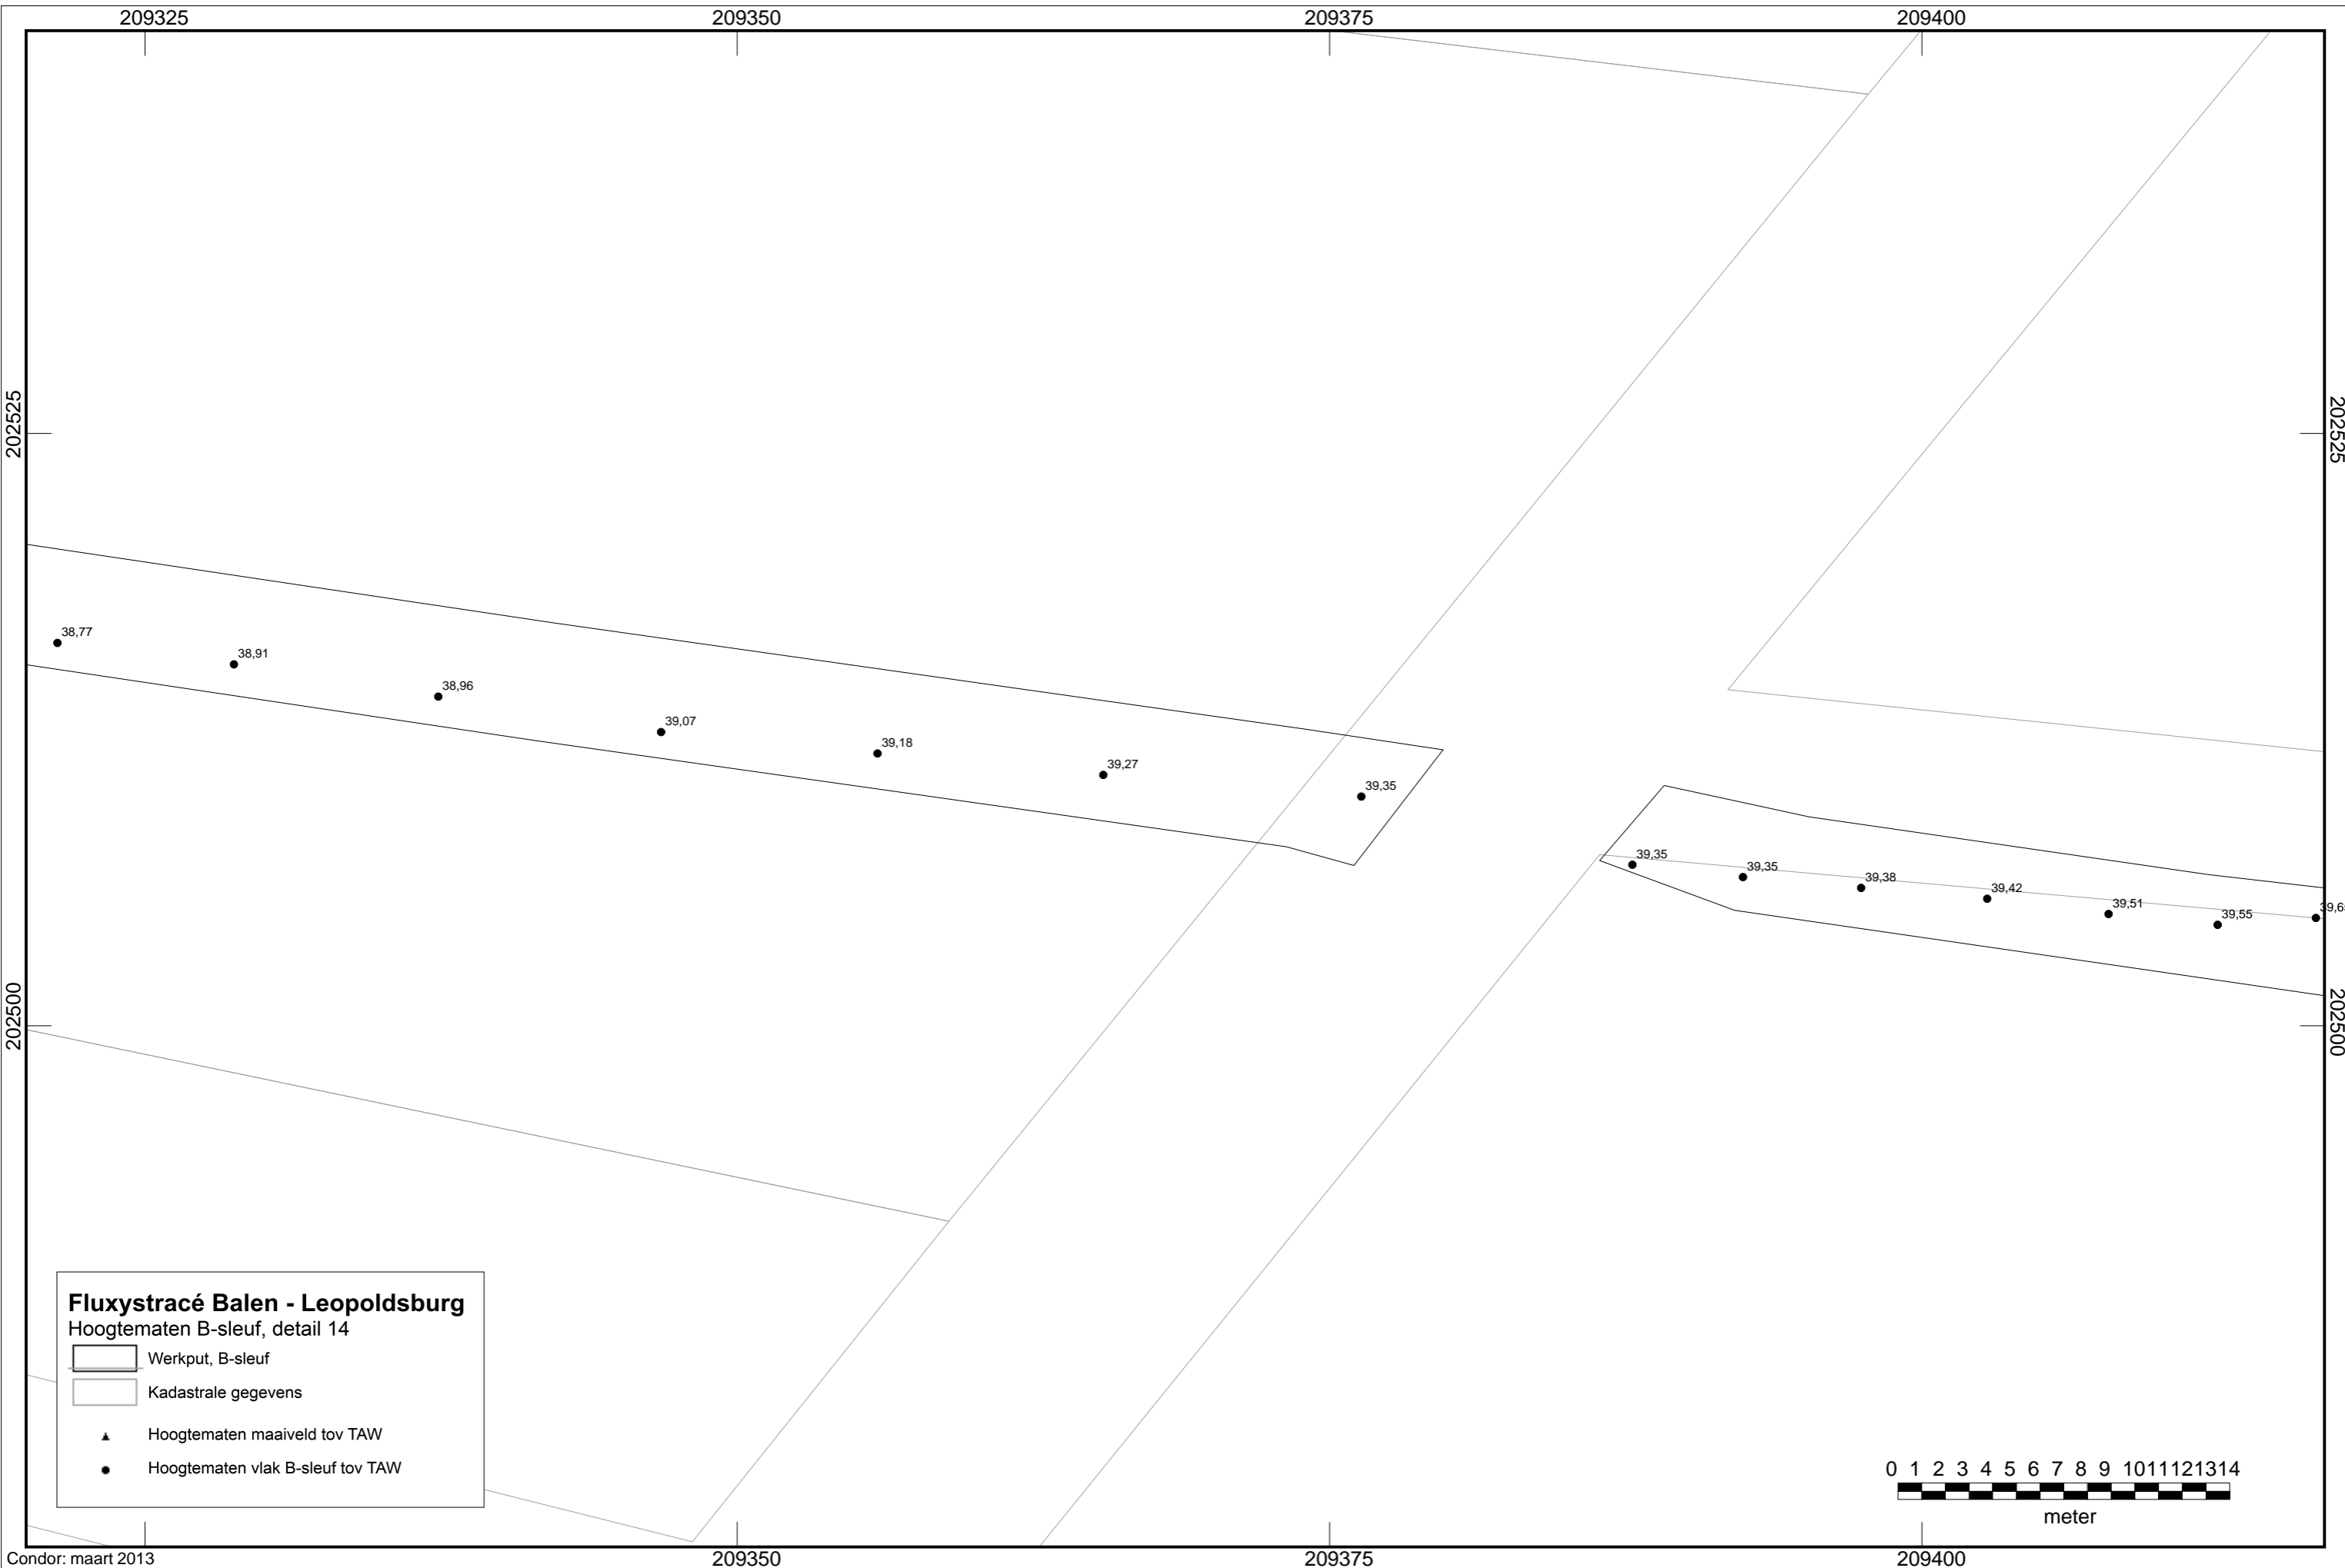 209325 209350 209375 209400
202525 202525
38,77
38,91
38,96
39,07
39,18
39,27
39,35
39,35
39,35
39,38
39,42
39,51
39,55
202500 202500
Fluxystracé Balen - Leopoldsburg
Hoogtematen B-sleuf, detail 14
Werkput, B-sleuf
Kadastrale gegevens
Hoogtematen maaiveld tov TAW
Hoogtematen vlak B-sleuf tov TAW
0 1 2 3 4 5 6 7 8 9 10 11 12 13 14
meter
Condor: maart 2013
209350 209375 209400